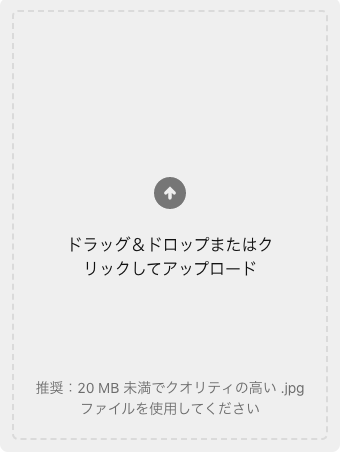 ドラッグ＆ドロップまたはク
リックしてアップロード
推奨：20 MB 未満でクオリティの高い .jpg
ファイルを使用してください